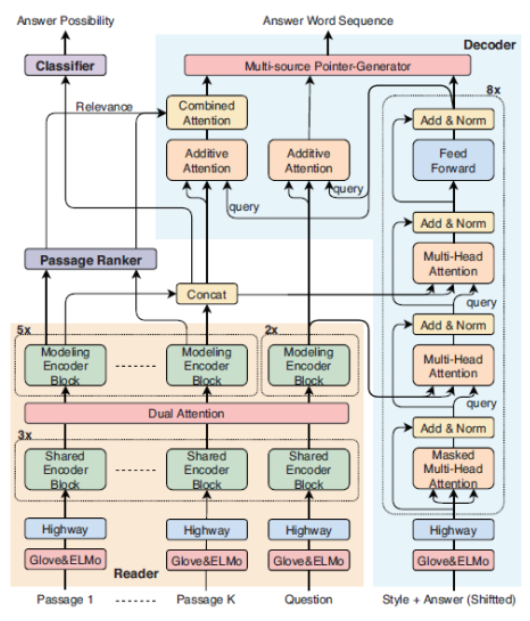 Answer Possibility
Answer Word Sequence
Decoder
Classifier
Multi-source Pointer-Generator
8x
Relevance
Combined
Attention
Add & Norm
Additive
Attention
Additive
Attention
Feed
Forward
query
query
Add & Norm
Passage Ranker
Multi-Head
Attention
Concat
query
5x
2x
Add & Norm
Modeling
Encoder
Block
Modeling
Encoder
Block
Modeling
Encoder
Block
Multi-Head
Attention
query
Dual Attention
Add & Norm
3x
Shared
Encoder
Block
Shared
Encoder
Block
Shared
Encoder
Block
Masked
Multi-Head
Attention
Highway
Highway
Highway
Highway
Glove&ELMo
Glove&ELMo
Glove&ELMo
Glove&ELMo
Reader
Passage 1
Passage K
Question
Style + Answer (Shiftted)